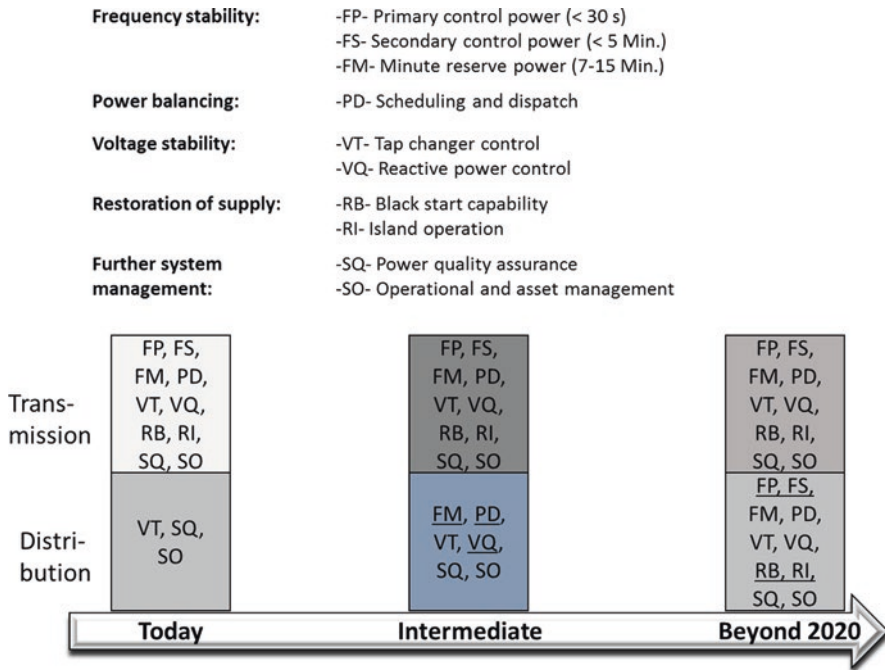 Frequency stability: -FP- Primary control power (< 30 s)
-FS- Secondary control power (< 5 Min.)
-FM- Minute reserve power (7-15 Min.)
Power balancing: -PD- Scheduling and dispatch
Voltage stability: -VT- Tap changer control
-VQ- Reactive power control
Restoration of supply: -RB- Black start capability
-RI- Island operation
Further system
management:
-SQ- Power quality assurance
-SO- Operational and asset management
Trans-
mission
FP, FS,
FM, PD,
VT, VQ,
RB, RI,
SQ, SO
FP, FS,
FM, PD,
VT, VQ,
RB, RI,
SQ, SO
FP, FS,
FM, PD,
VT, VQ,
RB, RI,
SQ, SO
Distri-
bution
VT, SQ,
SO
FM, PD,
VT, VQ,
SQ, SO
FP, FS,
FM, PD,
VT, VQ,
RB, RI,
SQ, SO
Today Intermediate Beyond 2020